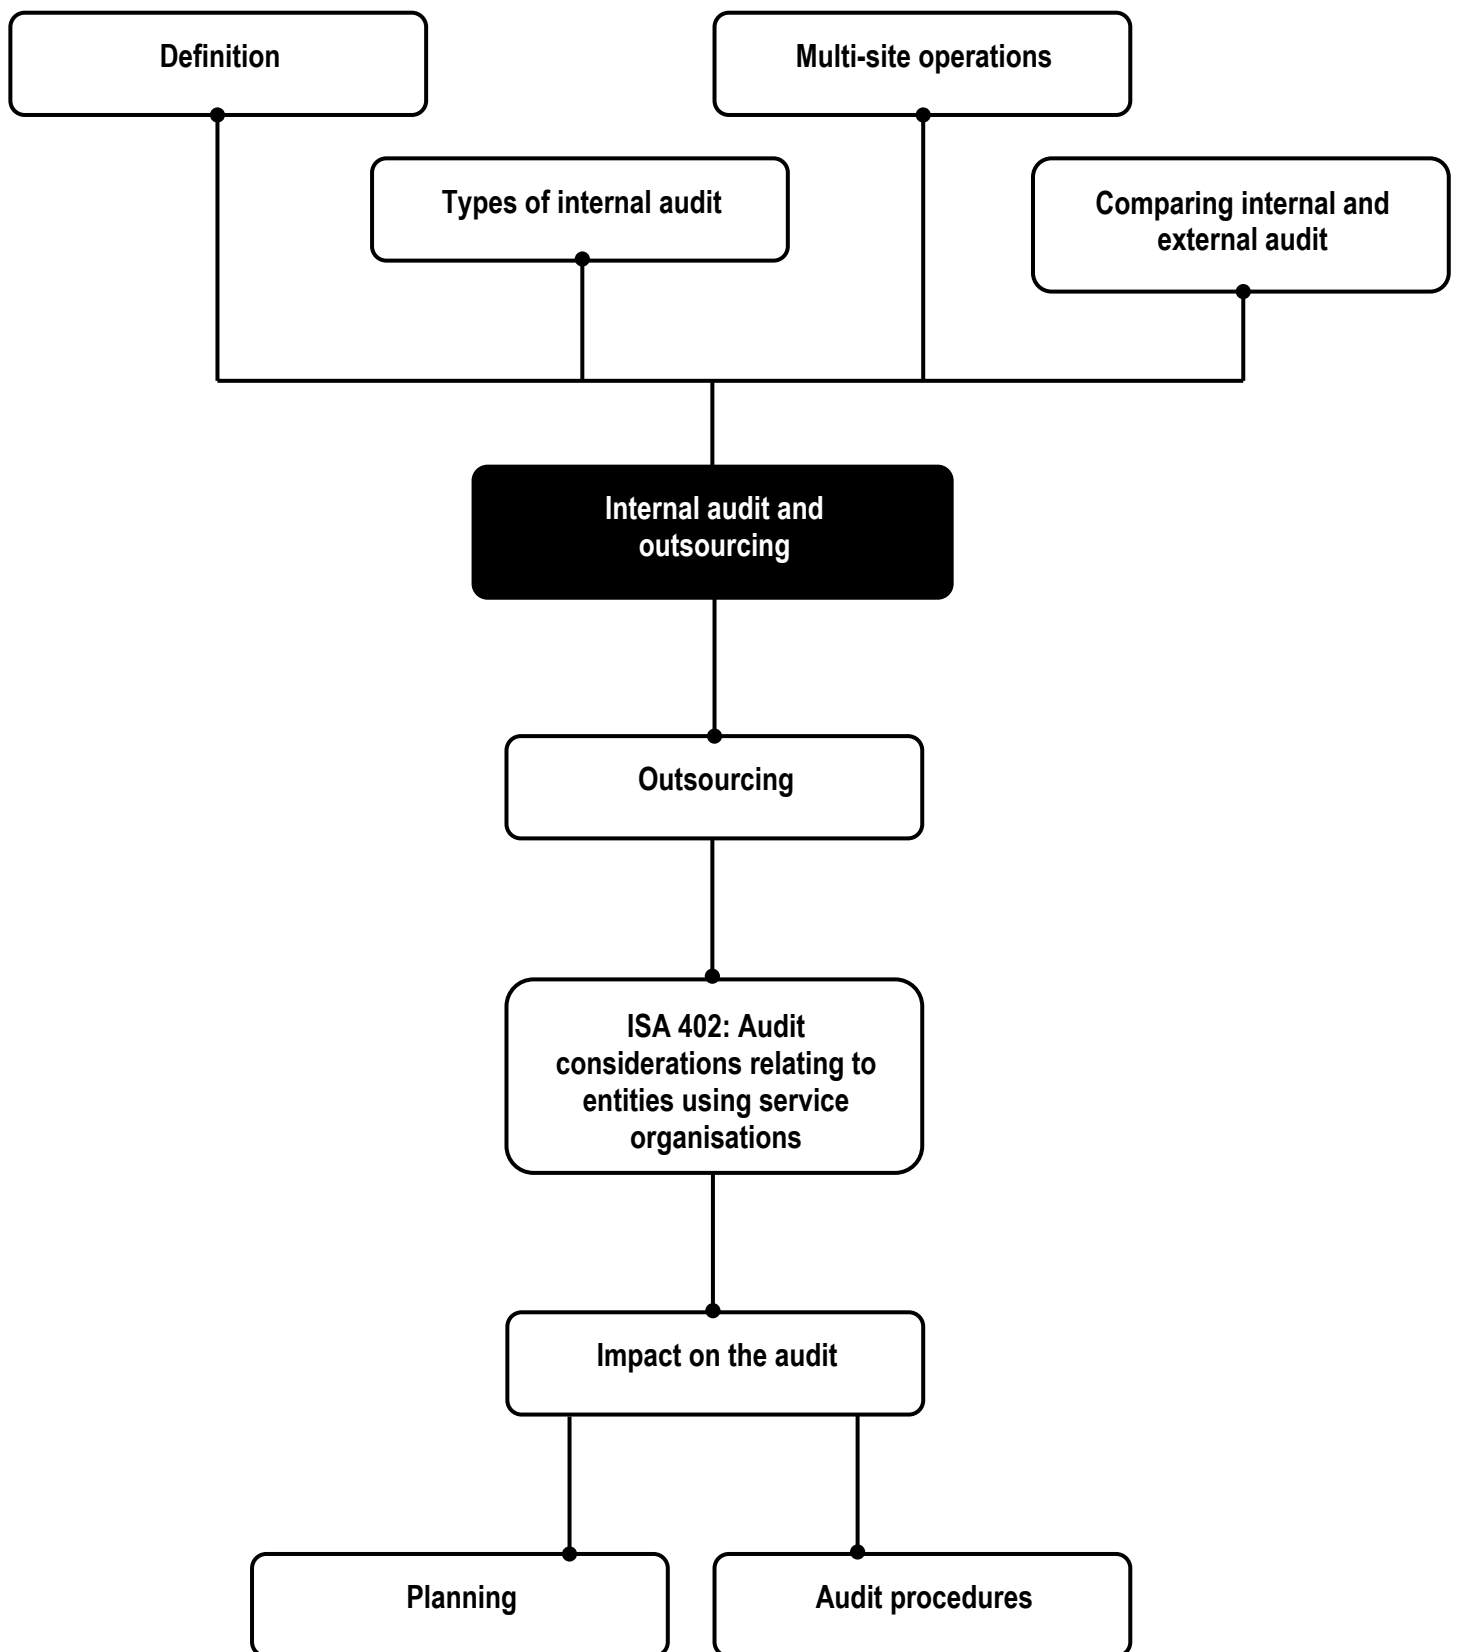 Definition
Multi-site operations
Types of internal audit
Comparing internal and
external audit
Internal audit and
outsourcing
Outsourcing
ISA 402: Audit
considerations relating to
entities using service
organisations
Impact on the audit
Planning
Audit procedures